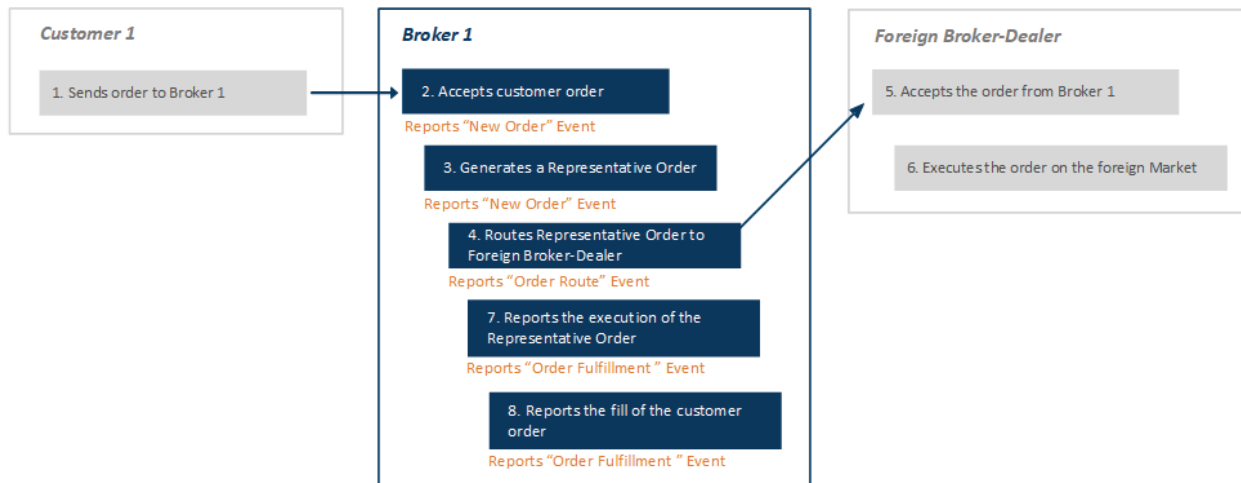 Customer 1
1. Sends order to Broker 1
Broker 1
2. Accepts customer order
Reports “New Order” Event
3. Generates a Representative Order
Reports “New Order” Event
4. Routes Representative Order to
Foreign Broker-Dealer
Reports “Order Route” Event
7. Reports the execution of the
Representative Order
Reports “Order Fulfillment ” Event
8. Reports the fill of the customer
order
Reports “Order Fulfillment ” Event
Foreign Broker-Dealer
5. Accepts the order from Broker 1
6. Executes the order on the foreign Market